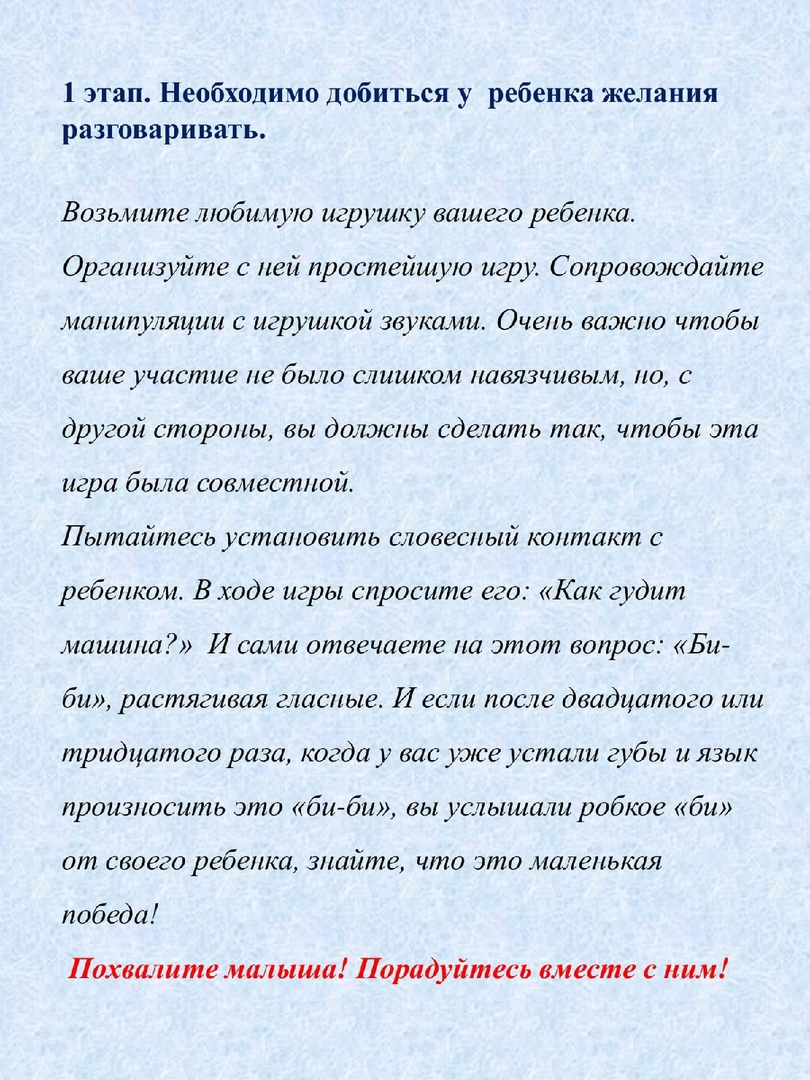 1 этап. Необходимо добиться у  ребенка желания
разговаривать.
Возьмите любимую игрушку вашего ребенка.
Организуйте с ней простейшую игру. Сопровождайте
манипуляции с игрушкой звуками. Очень важно чтобы
ваше участие не было слишком навязчивым, но, с
другой стороны, вы должны сделать так, чтобы эта
игра была совместной.
Пытайтесь установить словесный контакт с
ребенком. В ходе игры спросите его: «Как гудит
машина?»  И сами отвечаете на этот вопрос: «Би-
би», растягивая гласные. И если после двадцатого или
тридцатого раза, когда у вас уже устали губы и язык
произносить это «би-би», вы услышали робкое «би»
от своего ребенка, знайте, что это маленькая
победа!
Похвалите малыша! Порадуйтесь вместе с ним!